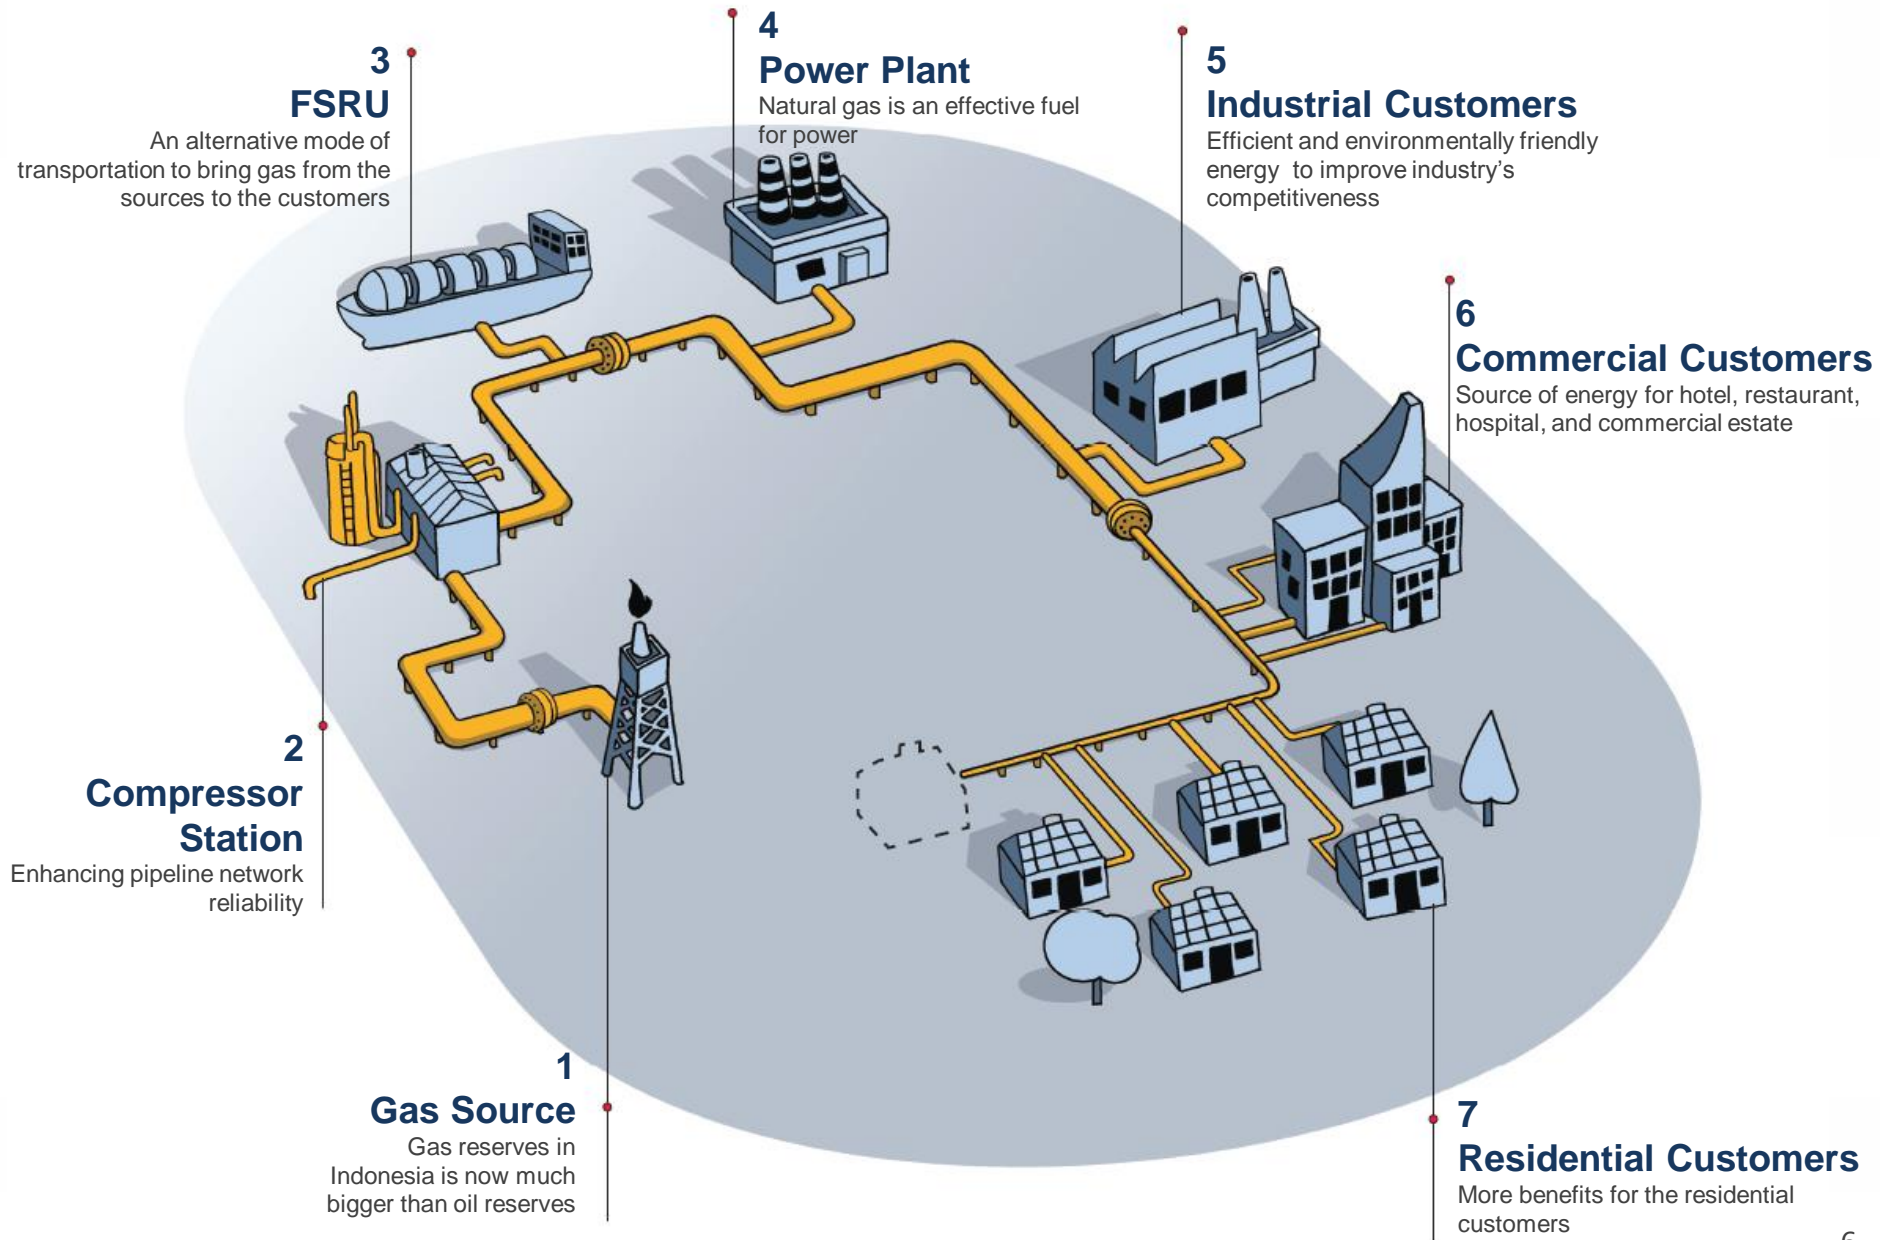 3
FSRU
An alternative mode of
transportation to bring gas from the
sources to the customers
4
Power Plant
Natural gas is an effective fuel
for power
5
Industrial Customers
Efficient and environmentally friendly
energy to improve industry’s
competitiveness
6
Commercial Customers
Source of energy for hotel, restaurant,
hospital, and commercial estate
2
Compressor
Station
Enhancing pipeline network
reliability
1
Gas Source
Gas reserves in
Indonesia is now much
bigger than oil reserves
7
Residential Customers
More benefits for the residential
customers